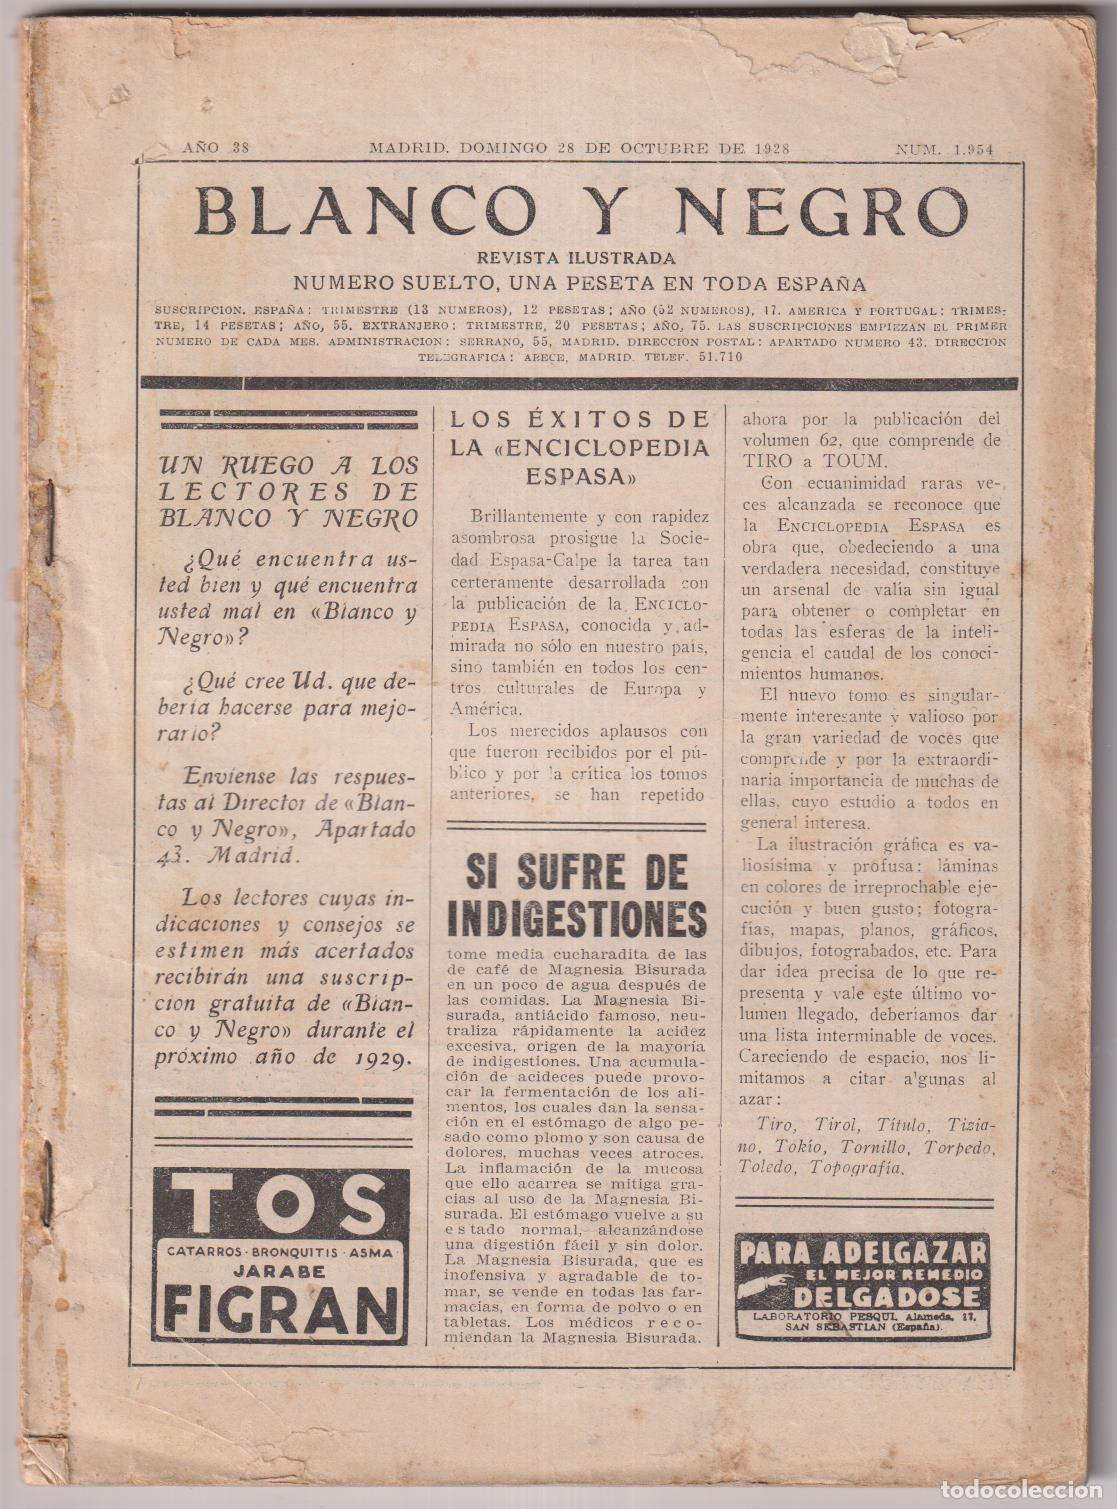 AÑO 38
MADRID. DOMINGO 28 DE OCTUBRE DE 1928
NUM. 1.954
BLANCO Y NEGRO
REVISTA ILUSTRADA
NUMERO SUELTO, UNA PESETA EN TODA ESPAÑA
SUSCRIPCION. ESPAÑA: TRIMESTRE (13 NUMEROS), 12 PESETAS; AÑO (52 NUMEROS), 47. AMERICA Y PORTUGAL: TRIMES-
TRE, 14 PESETAS; AÑO, 55. EXTRANJERO: TRIMESTRE, 20 PESETAS; AÑO, 75. LAS SUSCRIPCIONES EMPIEZAN EL PRIMER
NUMERO DE CADA MES. ADMINISTRACION: SERRANO, 55, MADRID. DIRECCION POSTAL: APARTADO NUMERO 43. DIRECCION
TELEGRAFICA: ABECE, MADRID. TELEF. 51.710
UN RUEGO A LOS
LECTORES DE
BLANCO Y NEGRO
¿Qué encuentra us-
ted bien y qué encuentra
usted mal en «Blanco y
Negro»?
¿Qué cree Ud. que de-
bería hacerse para mejo-
rarlo?
Envíense las respues-
tas al Director de «Blan-
co y Negro», Apartado
43. Madrid.
Los lectores cuyas in-
dicaciones y consejos se
estimen más acertados
recibirán una suscrip-
ción gratuita de «Blan-
co y Negro» durante el
próximo año de 1929.
TOS
CATARROS · BRONQUITIS · ASMA
JARABE
FIGRAN
LOS ÉXITOS DE
LA «ENCICLOPEDIA
ESPASA»
Brillantemente y con rapidez
asombrosa prosigue la Socie-
dad Espasa-Calpe la tarea tan
certeramente desarrollada con
la publicación de la ENCICLO-
PEDIA ESPASA, conocida y ad-
mirada no sólo en nuestro país,
sino también en todos los cen-
tros culturales de Europa y
América.
Los merecidos aplausos con
que fueron recibidos por el pú-
blico y por la crítica los tomos
anteriores, se han repetido
SI SUFRE DE
INDIGESTIONES
tome media cucharadita de las
de café de Magnesia Bisurada
en un poco de agua después de
las comidas. La Magnesia Bi-
surada, antiácido famoso, neu-
traliza rápidamente la acidez
excesiva, origen de la mayoría
de indigestiones. Una acumula-
ción de acideces puede provo-
car la fermentación de los ali-
mentos, los cuales dan la sensa-
ción en el estómago de algo pe-
sado como plomo y son causa de
dolores, muchas veces atroces.
La inflamación de la mucosa
que ello acarrea se mitiga gra-
cias al uso de la Magnesia Bi-
surada. El estómago vuelve a su
estado normal, alcanzándose
una digestión fácil y sin dolor.
La Magnesia Bisurada, que es
inofensiva y agradable de to-
mar, se vende en todas las far-
macias, en forma de polvo o en
tabletas. Los médicos reco-
miendan la Magnesia Bisurada.
ahora por la publicación del
volumen 62, que comprende de
TIRO a TOUM.
Con ecuanimidad raras ve-
ces alcanzada se reconoce que
la ENCICLOPEDIA ESPASA es
obra que, obedeciendo a una
verdadera necesidad, constituye
un arsenal de valía sin igual
para obtener o completar en
todas las esferas de la inteli-
gencia el caudal de los conoci-
mientos humanos.
El nuevo tomo es singular-
mente interesante y valioso por
la gran variedad de voces que
comprende y por la extraordi-
naria importancia de muchas de
ellas, cuyo estudio a todos en
general interesa.
La ilustración gráfica es va-
liosísima y profusa: láminas
en colores de irreprochable eje-
cución y buen gusto; fotogra-
fías, mapas, planos, gráficos,
dibujos, fotograbados, etc. Para
dar idea precisa de lo que re-
presenta y vale este último vo-
lumen llegado, deberíamos dar
una lista interminable de voces.
Careciendo de espacio, nos li-
mitamos a citar algunas al
azar:
Tiro, Tirol, Título, Tizia-
no, Tokío, Tornillo, Torpedo,
Toledo, Topografía.
PARA ADELGAZAR
EL MEJOR REMEDIO
DELGADOSE
LABORATORIO PESQUI. Alameda, 17.
SAN SEBASTIAN (España).
todocoleccion.net